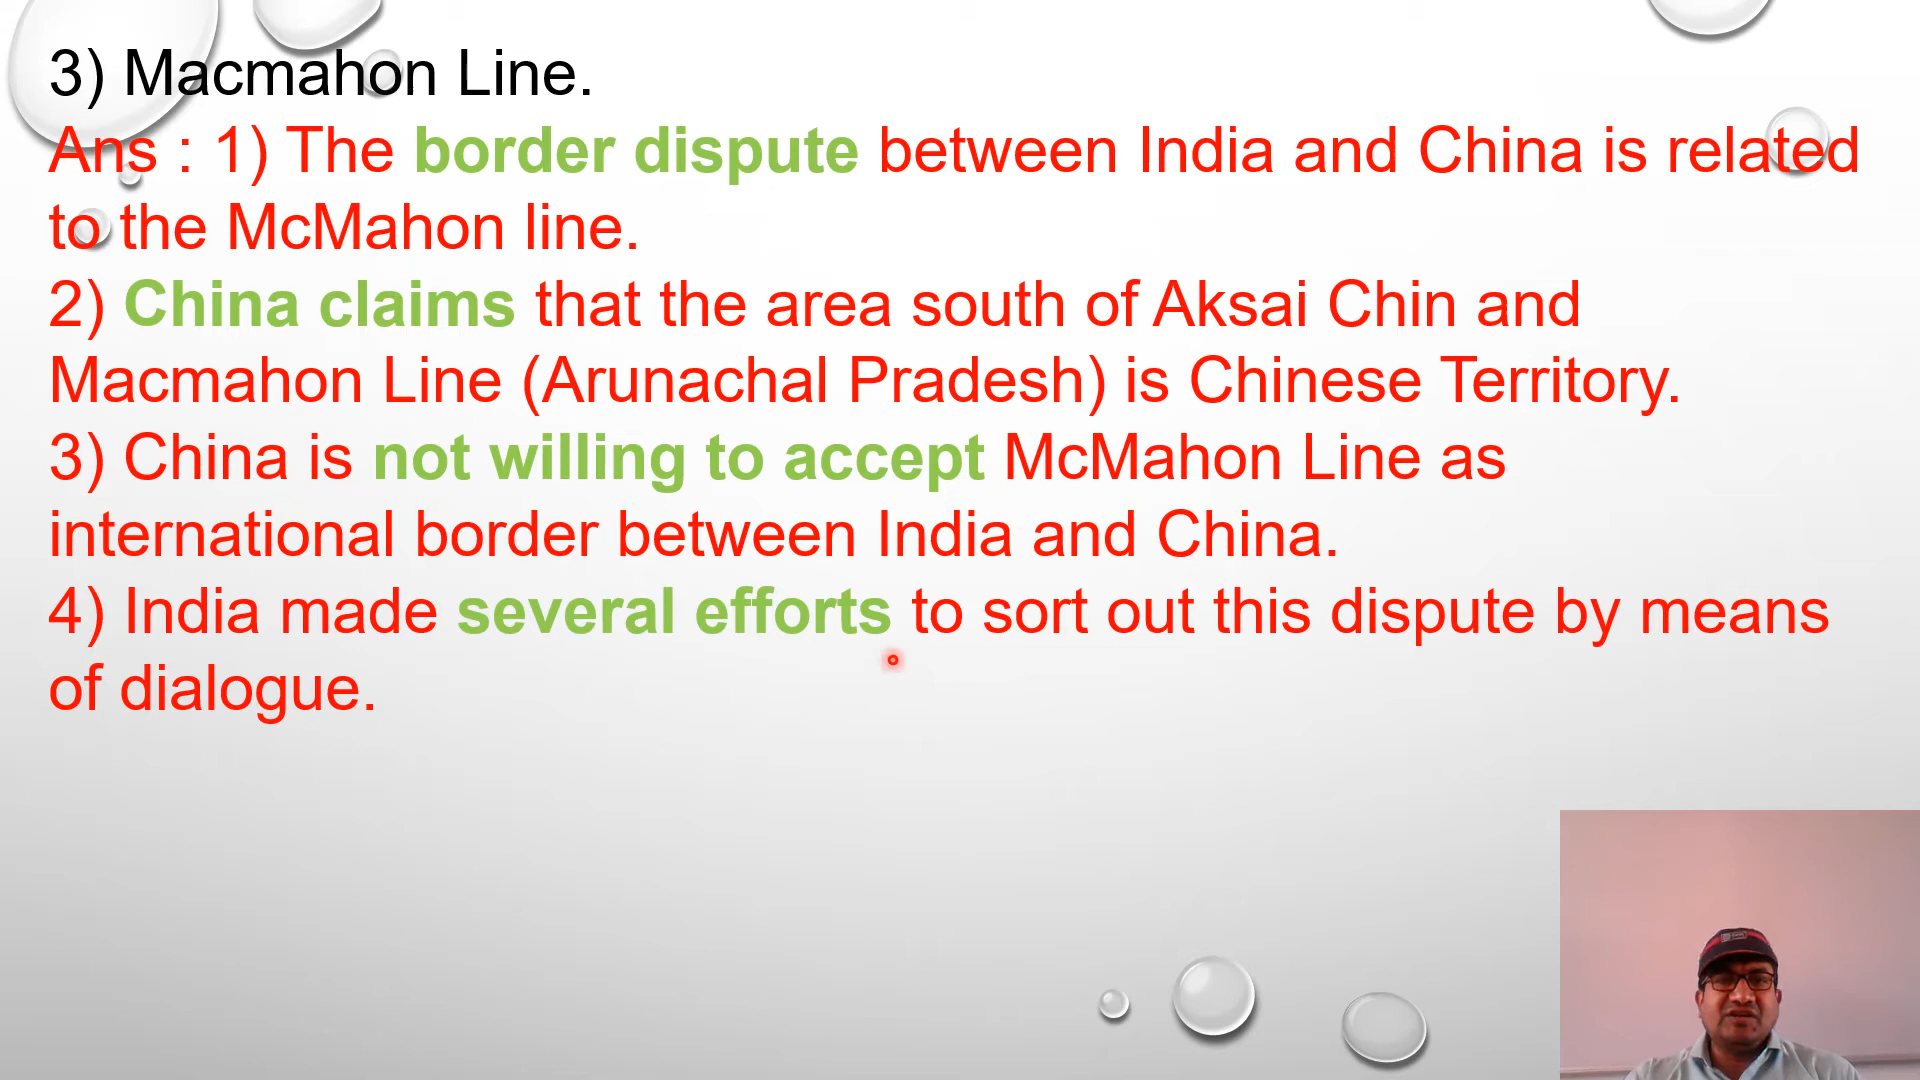 3) Macmahon Line.
Ans : 1) The border dispute between India and China is related
to the McMahon line.
2) China claims that the area south of Aksai Chin and
Macmahon Line (Arunachal Pradesh) is Chinese Territory.
3) China is not willing to accept McMahon Line as
international border between India and China.
4) India made several efforts to sort out this dispute by means
of dialogue.